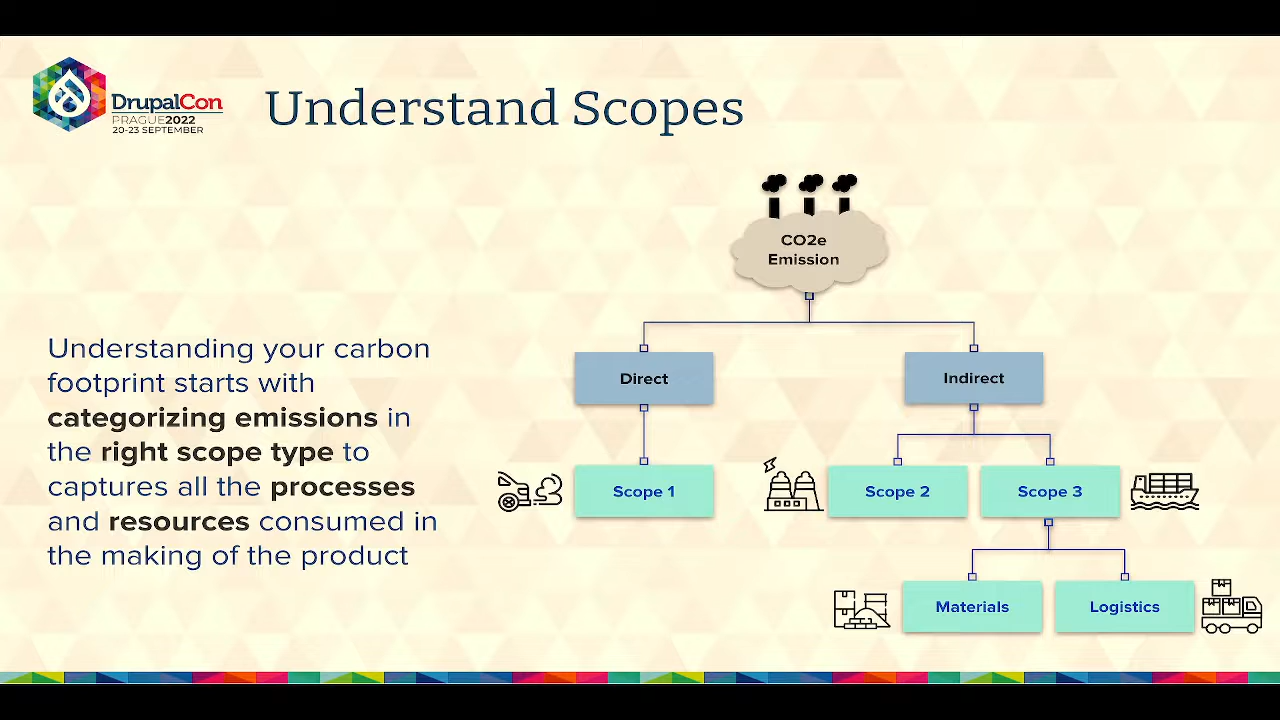 DrupalCon
PRAGUE2022
20-23 SEPTEMBER
Understand Scopes
CO2e
Emission
Understanding your carbon
footprint starts with
categorizing emissions in
the right scope type to
captures all the processes
and resources consumed in
the making of the product
Direct
Indirect
Scope 1
Scope 2
Scope 3
Materials
Logistics